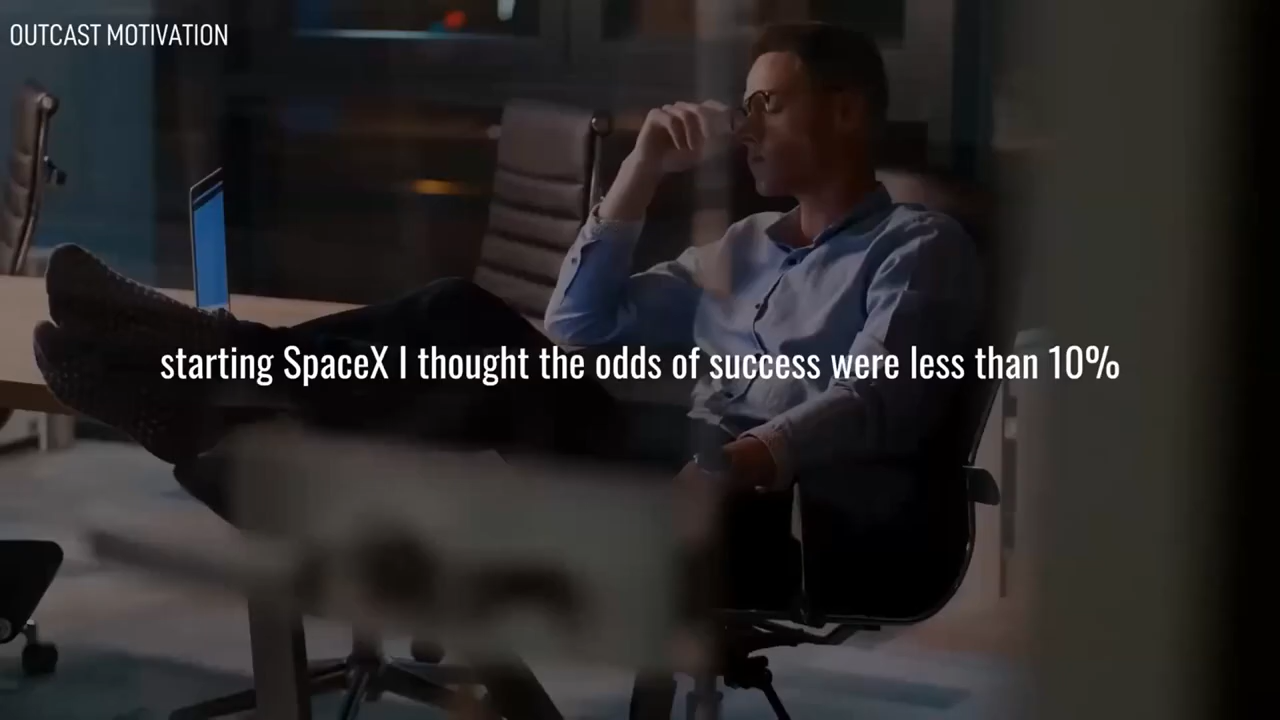 OUTCAST MOTIVATION
starting SpaceX I thought the odds of success were less than 10%